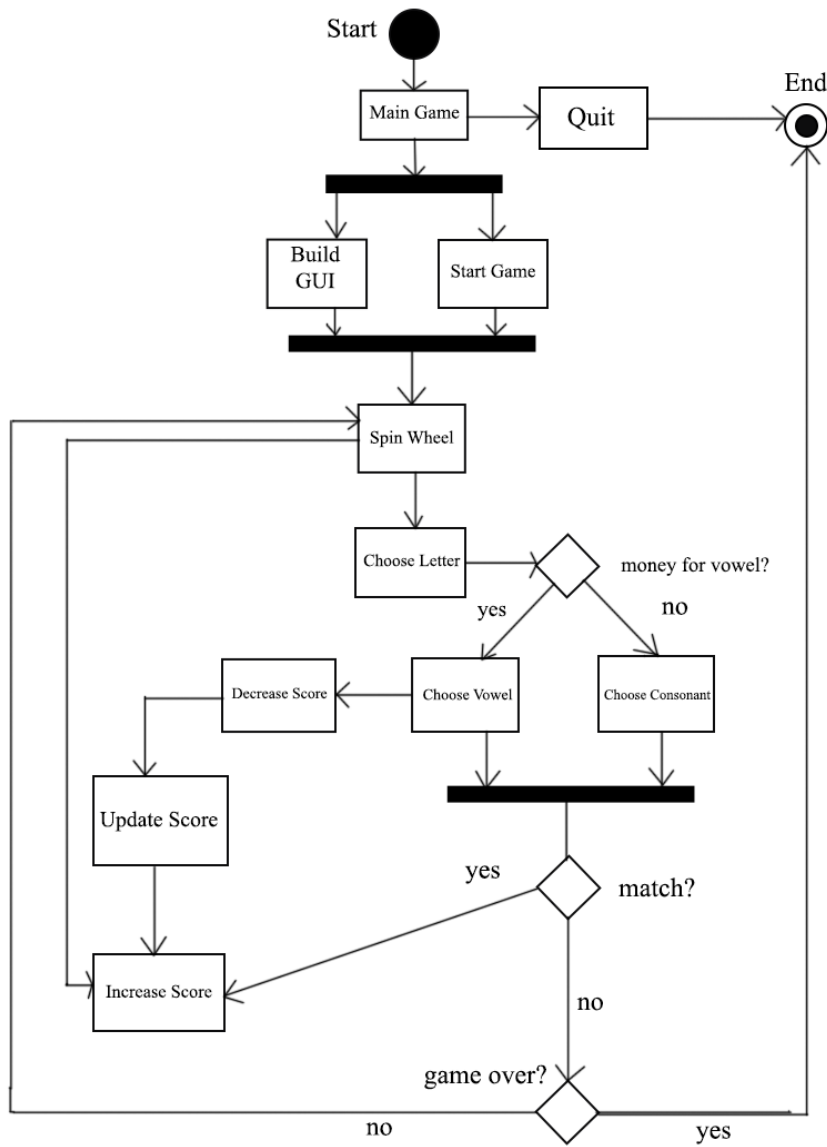 Start
End
Main Game
Quit
Build
GUI
Start Game
Spin Wheel
Choose Letter
money for vowel?
yes
no
Decrease Score
Choose Vowel
Choose Consonant
Update Score
yes
match?
Increase Score
no
game over?
no
yes